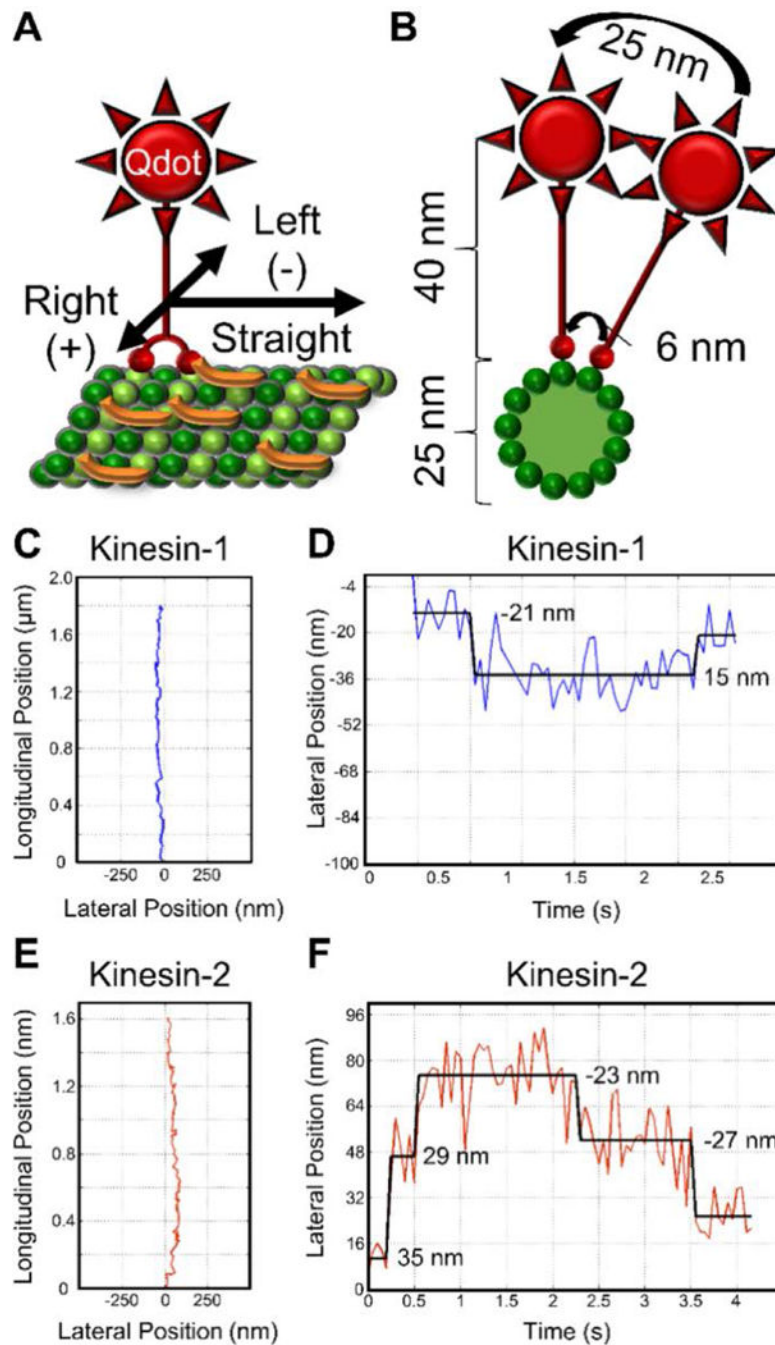 A
B
25 nm
Qdot
Left
(-)
Right
(+)
Straight
40 nm
6 nm
25 nm
C
Kinesin-1
Longitudinal Position (µm)
2.0
1.6
1.2
0.8
0.4
0
-250
0
250
Lateral Position (nm)
D
Kinesin-1
Lateral Position (nm)
-4
-20
-36
-52
-68
-84
-100
-21 nm
15 nm
0
0.5
1
1.5
2
2.5
Time (s)
E
Kinesin-2
Longitudinal Position (nm)
1.6
1.2
0.8
0.4
0
-250
0
250
Lateral Position (nm)
F
Kinesin-2
Lateral Position (nm)
96
80
64
48
32
16
0
-23 nm
29 nm
-27 nm
35 nm
0
0.5
1
1.5
2
2.5
3
3.5
4
Time (s)